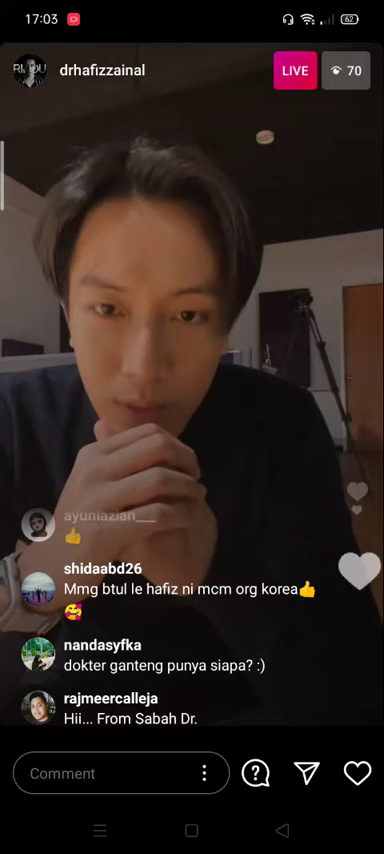 17:03
62
drhafizzainal
LIVE
70
ayuniazian___
👍
shidaabd26
Mmg btul le hafiz ni mcm org korea👍
🥰
nandasyfka
dokter ganteng punya siapa? :)
rajmeercalleja
Hii... From Sabah Dr.
Comment